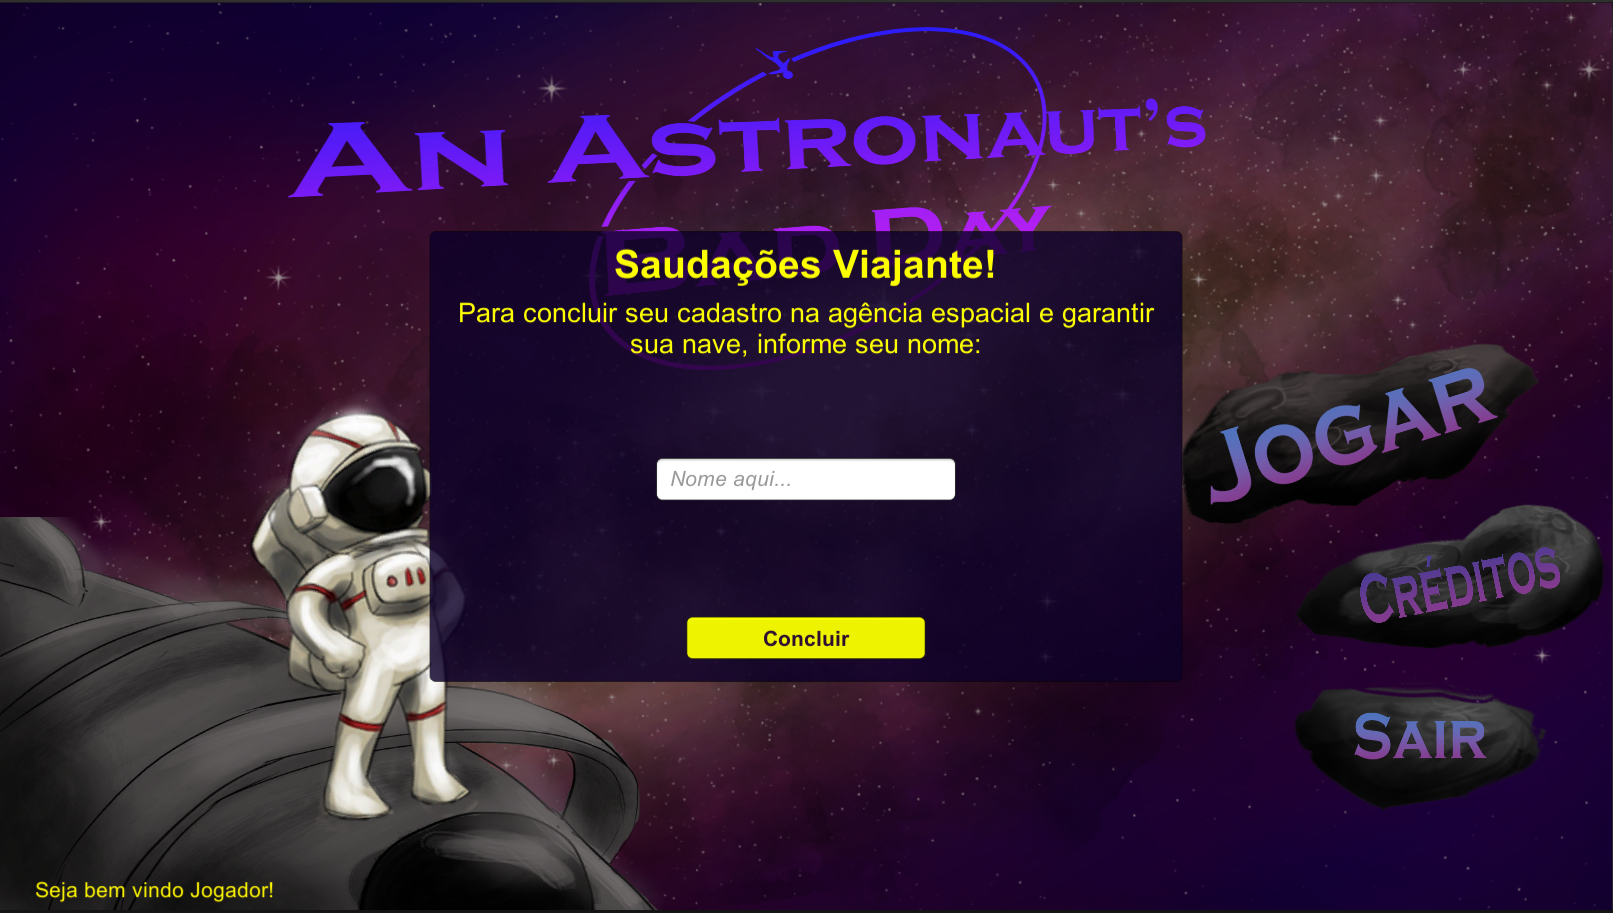 An Astronaut's
Bad Day
Saudações Viajante!
Para concluir seu cadastro na agência espacial e garantir
sua nave, informe seu nome:
Nome aqui...
Concluir
Jogar
Créditos
Sair
Seja bem vindo Jogador!